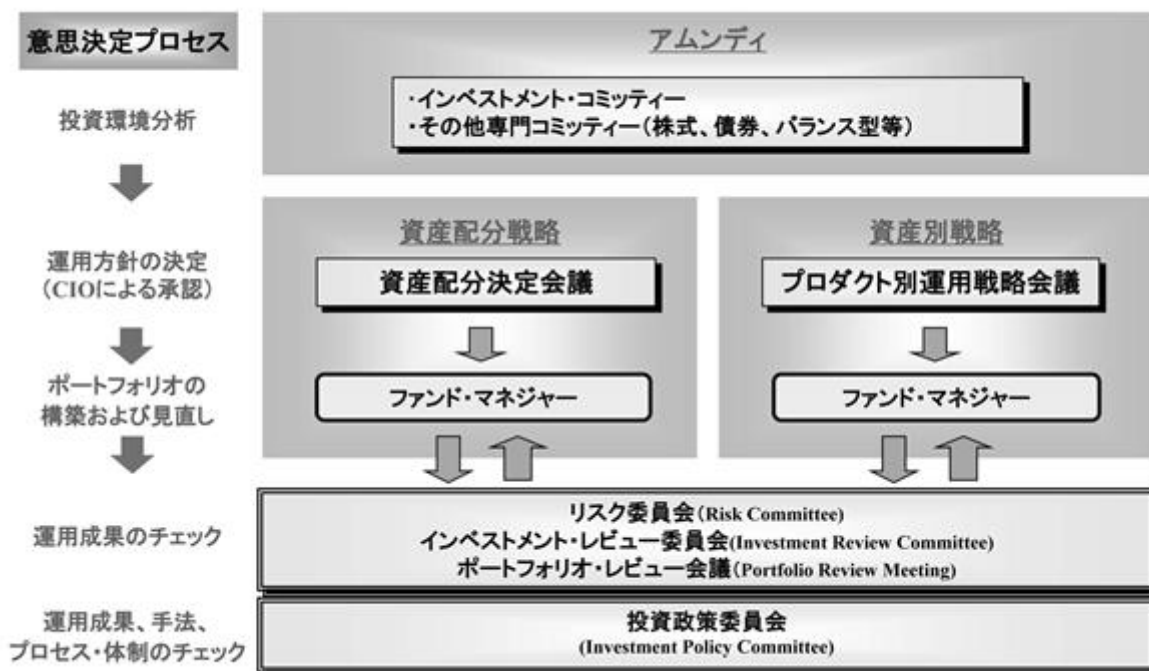 意思決定プロセス
アムンディ
・インベストメント・コミッティー
・その他専門コミッティー(株式、債券、バランス型等)
投資環境分析
資産配分戦略
資産別戦略
運用方針の決定
(CIOによる承認)
資産配分決定会議
プロダクト別運用戦略会議
ポートフォリオの
構築および見直し
ファンド・マネジャー
ファンド・マネジャー
運用成果のチェック
リスク委員会(Risk Committee)
インベストメント・レビュー委員会(Investment Review Committee)
ポートフォリオ・レビュー会議(Portfolio Review Meeting)
運用成果、手法、
プロセス・体制のチェック
投資政策委員会
(Investment Policy Committee)